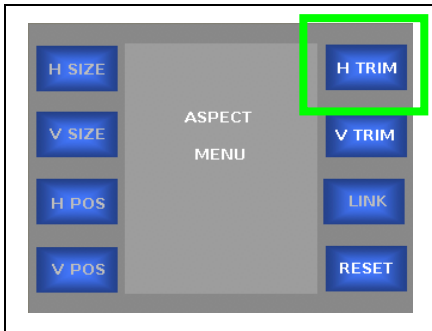 H SIZE
H TRIM
V SIZE
ASPECT
MENU
V TRIM
H POS
LINK
V POS
RESET